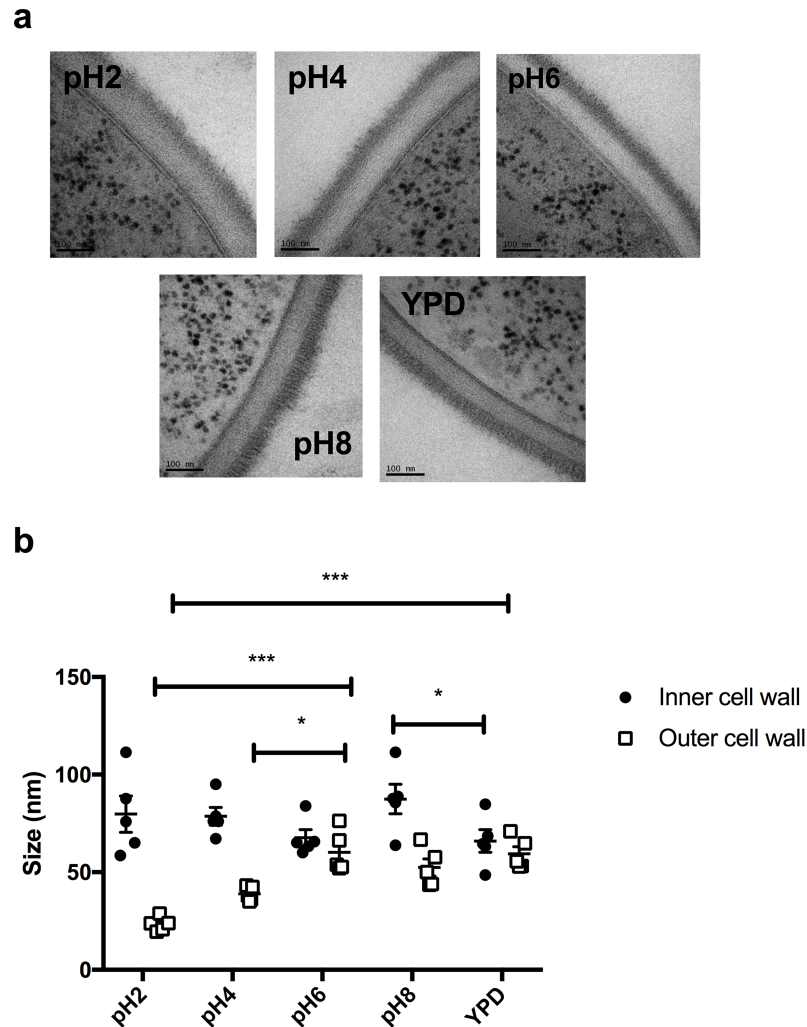 a
pH2
pH4
pH6
100 nm
100 nm
100 nm
YPD
pH8
100 nm
100 nm
b
***
***
*
*
150
100
50
0
Size (nm)
Inner cell wall
Outer cell wall
pH2
pH4
pH6
pH8
YPD